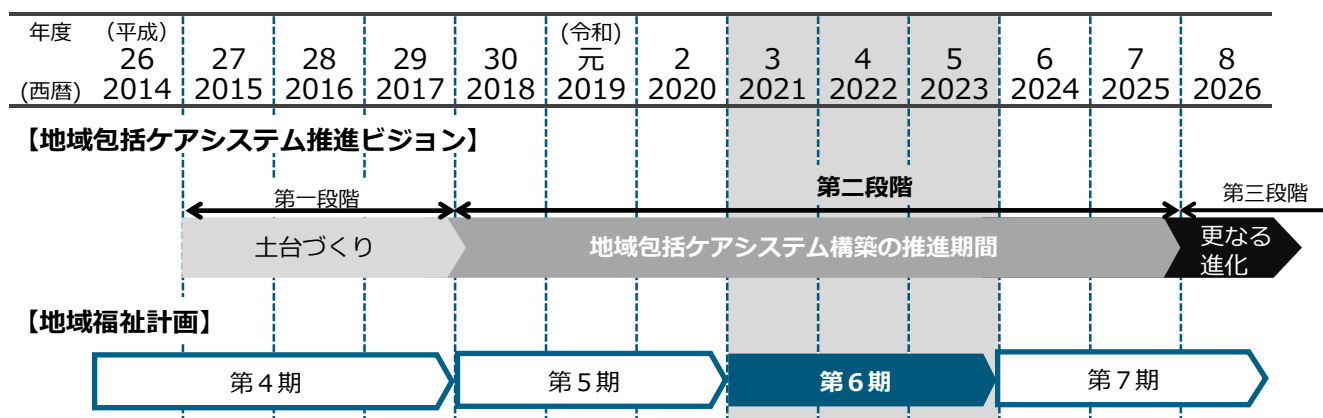 年度 (平成) (令和)
26 27 28 29 30 元 2 3 4 5 6 7 8
(西暦) 2014 2015 2016 2017 2018 2019 2020 2021 2022 2023 2024 2025 2026
【地域包括ケアシステム推進ビジョン】
第一段階 第二段階 第三段階
土台づくり 地域包括ケアシステム構築の推進期間 更なる
進化
【地域福祉計画】
第4期 第5期 第6期 第7期